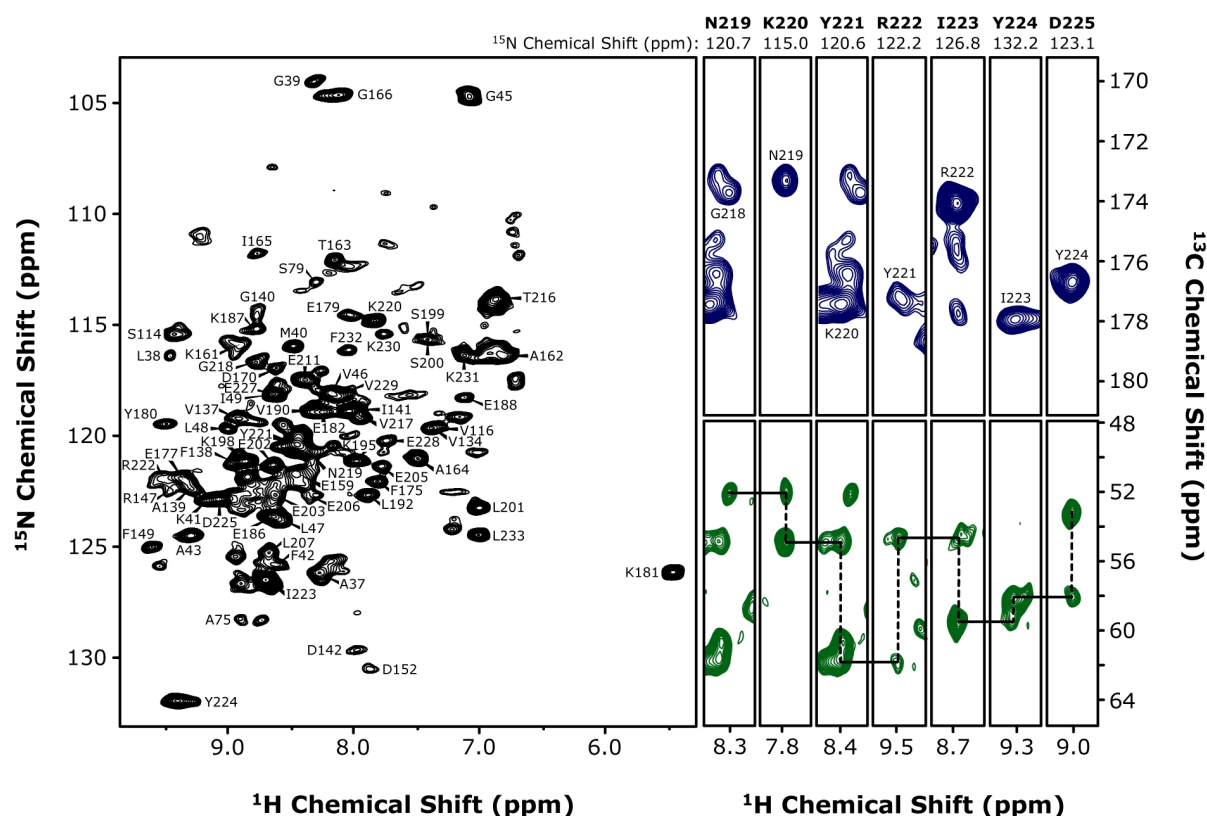 N219 K220 Y221 R222 I223 Y224 D225
15N Chemical Shift (ppm): 120.7 115.0 120.6 122.2 126.8 132.2 123.1
G39
G166
G45
105
170
172
N219
R222
G218
174
110
I165
T163
S79
G140
E179
K220
S199
T216
K187
Y221
Y224
176
I223
K220
178
115
S114
M40
L38
K161
E211
F232
K230
S200
A162
G218
D170
E227
I49
V46
V229
K231
180
V137
V190
I141
E188
Y180
L48
E182
V217
V116
48
120
K198
Y221
E202
K195
E228
V134
F138
R222
E177
N219
E205
A164
E159
F175
R147
A139
E206
L192
52
K41
D225
E203
L201
F149
E186
L47
L233
125
A43
L207
F42
56
I223
A37
K181
A75
60
D142
130
D152
Y224
64
9.0 8.0 7.0 6.0
8.3 7.8 8.4 9.5 8.7 9.3 9.0
15N Chemical Shift (ppm)
13C Chemical Shift (ppm)
1H Chemical Shift (ppm) 1H Chemical Shift (ppm)